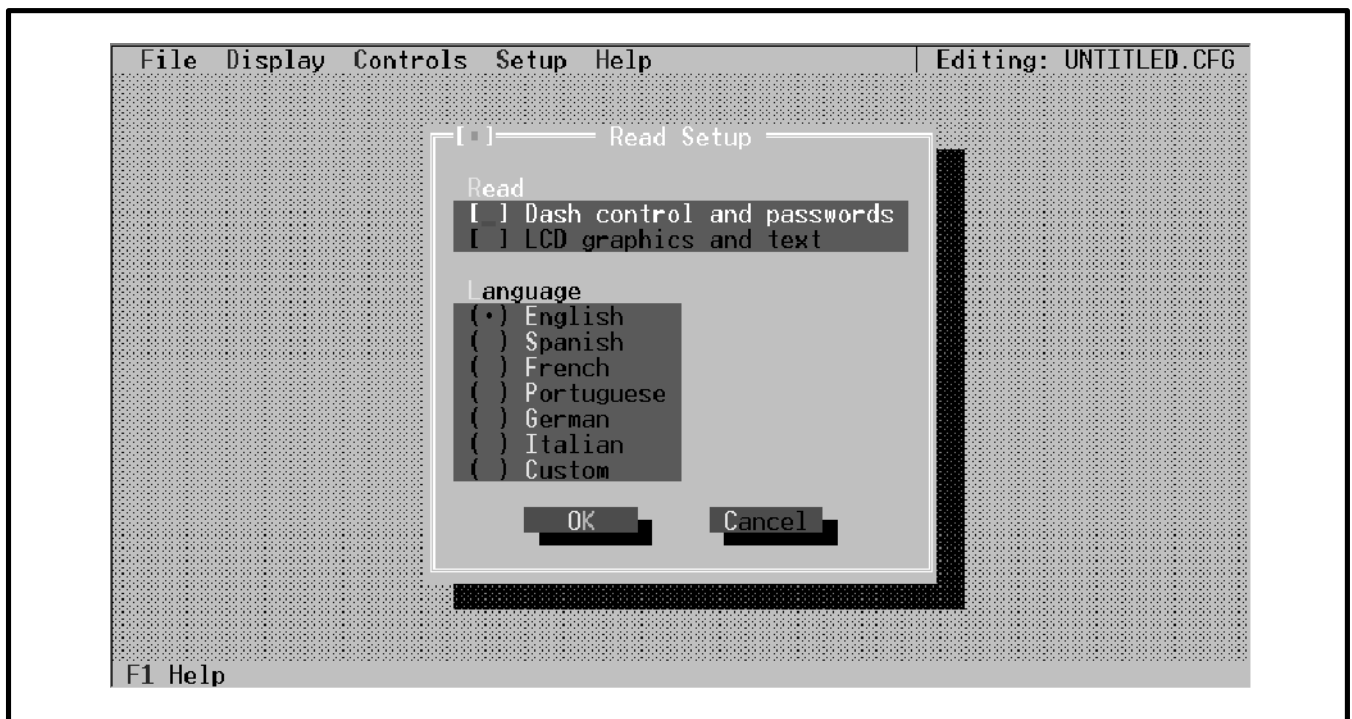 File Display Controls Setup Help | Editing: UNTITLED.CFG
[▪] Read Setup
Read
[_] Dash control and passwords
[ ] LCD graphics and text
Language
(•) English
( ) Spanish
( ) French
( ) Portuguese
( ) German
( ) Italian
( ) Custom
OK Cancel
F1 Help